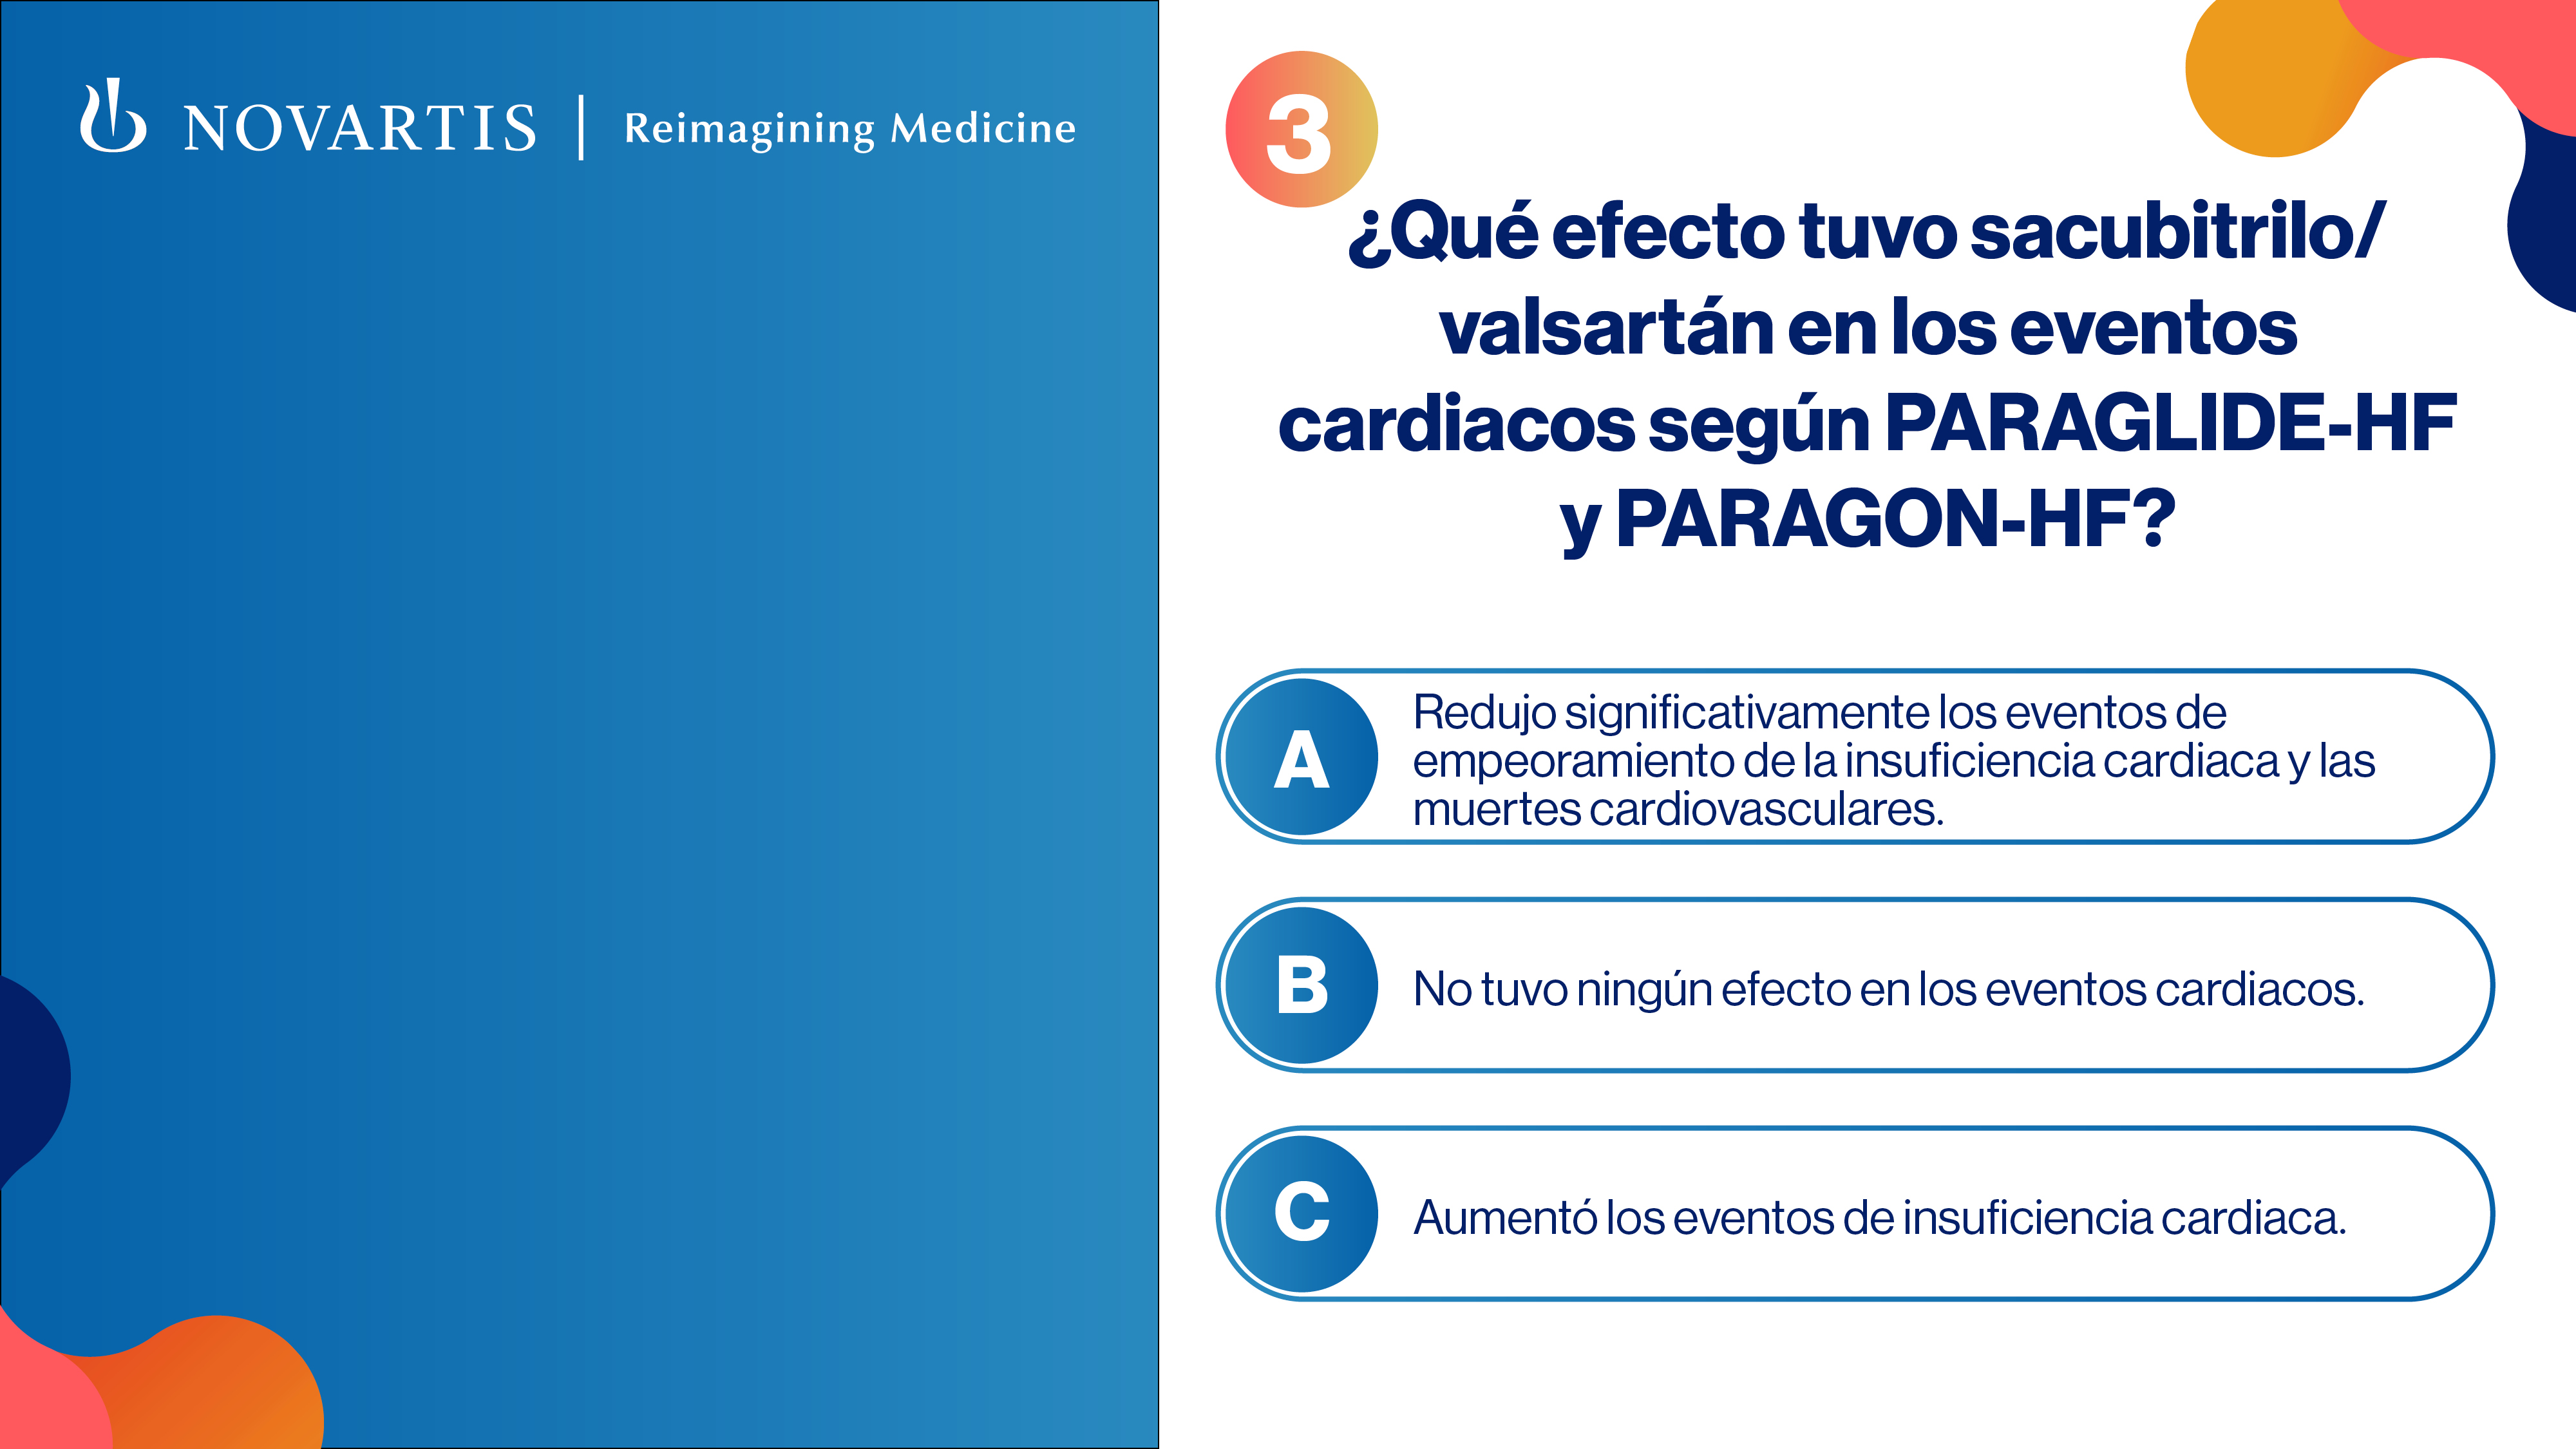 NOVARTIS | Reimagining Medicine
3
¿Qué efecto tuvo sacubitrilo/
valsartán en los eventos
cardiacos según PARAGLIDE-HF
y PARAGON-HF?
A
Redujo significativamente los eventos de
empeoramiento de la insuficiencia cardiaca y las
muertes cardiovasculares.
B
No tuvo ningún efecto en los eventos cardiacos.
C
Aumentó los eventos de insuficiencia cardiaca.